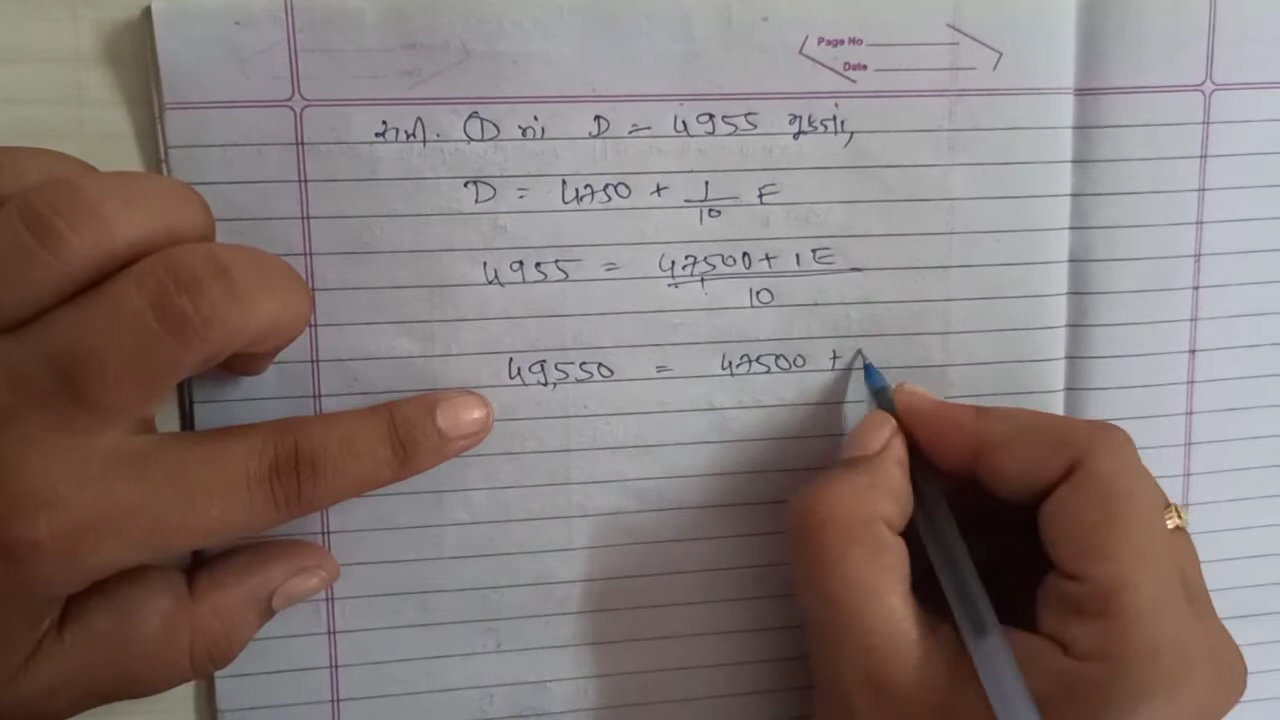 Page No
Date
સમી. ① માં D = 4955 મુકતાં,
D = 4750 + 1/10 E
4955 = 47500 + 1E / 10
49,550 = 47500 +